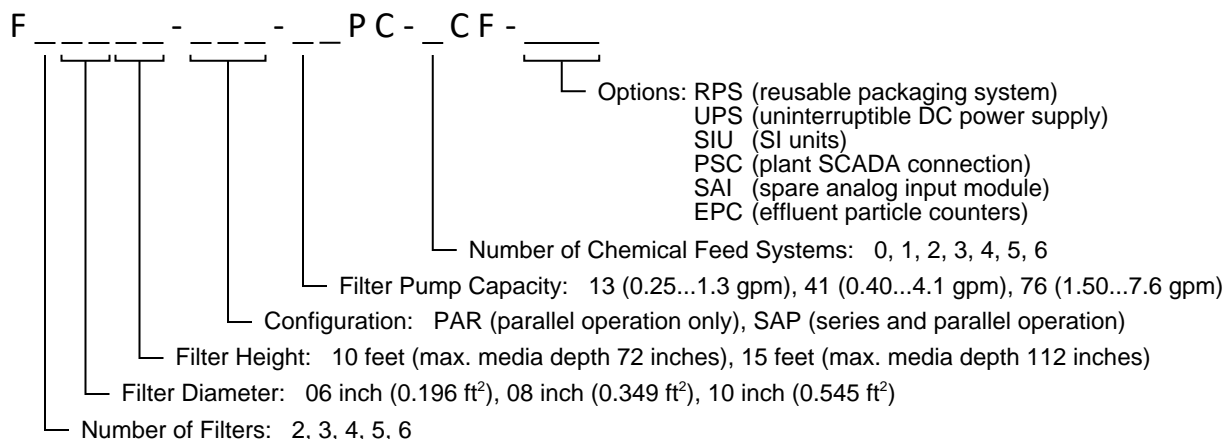 F _ _ _ _ _ - _ _ _ - _ _ P C - _ C F - ____
Options: RPS (reusable packaging system)
UPS (uninterruptible DC power supply)
SIU (SI units)
PSC (plant SCADA connection)
SAI (spare analog input module)
EPC (effluent particle counters)
Number of Chemical Feed Systems: 0, 1, 2, 3, 4, 5, 6
Filter Pump Capacity: 13 (0.25...1.3 gpm), 41 (0.40...4.1 gpm), 76 (1.50...7.6 gpm)
Configuration: PAR (parallel operation only), SAP (series and parallel operation)
Filter Height: 10 feet (max. media depth 72 inches), 15 feet (max. media depth 112 inches)
Filter Diameter: 06 inch (0.196 ft²), 08 inch (0.349 ft²), 10 inch (0.545 ft²)
Number of Filters: 2, 3, 4, 5, 6